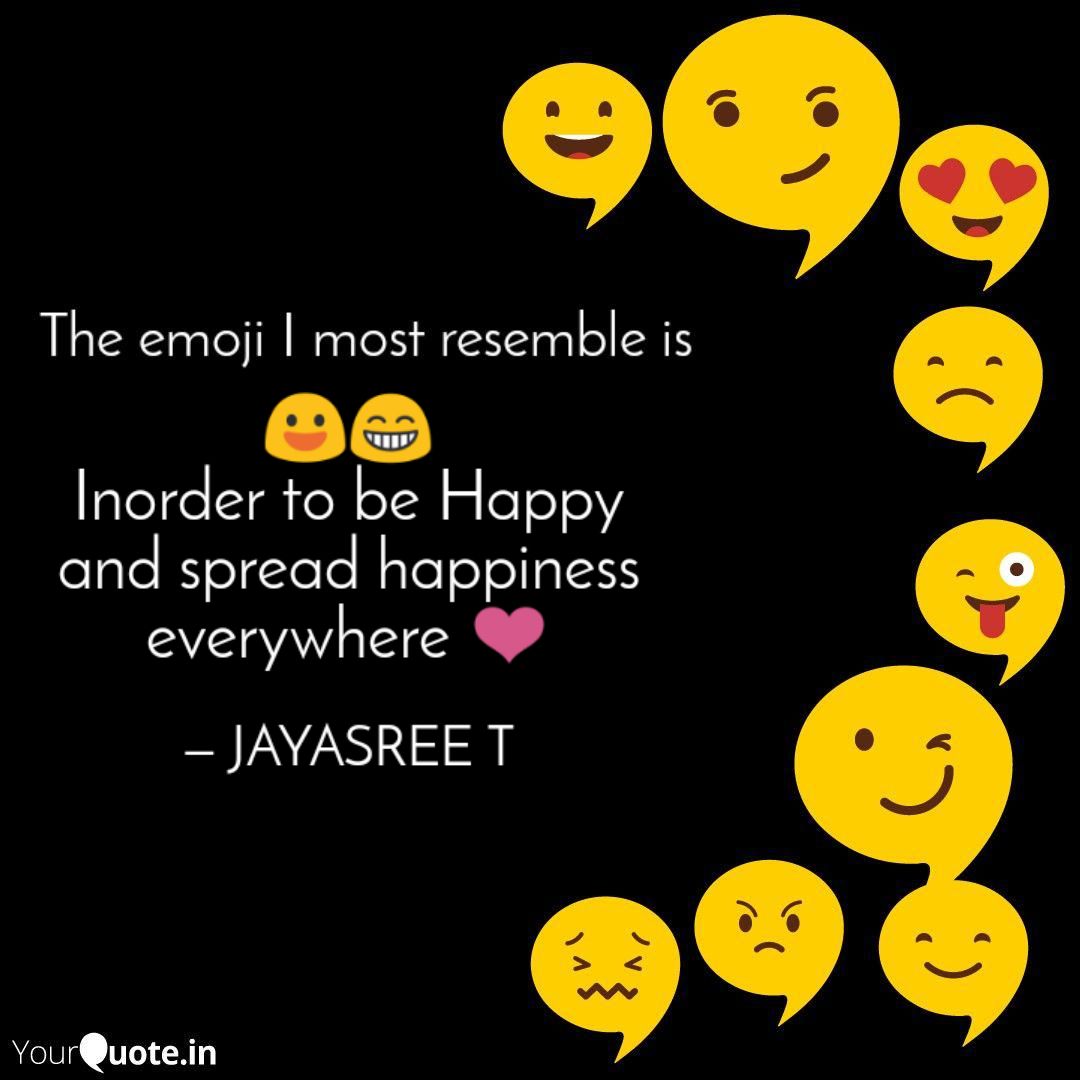 The emoji I most resemble is
😃😁
Inorder to be Happy
and spread happiness
everywhere ❤
– JAYASREE T
YourQuote.in